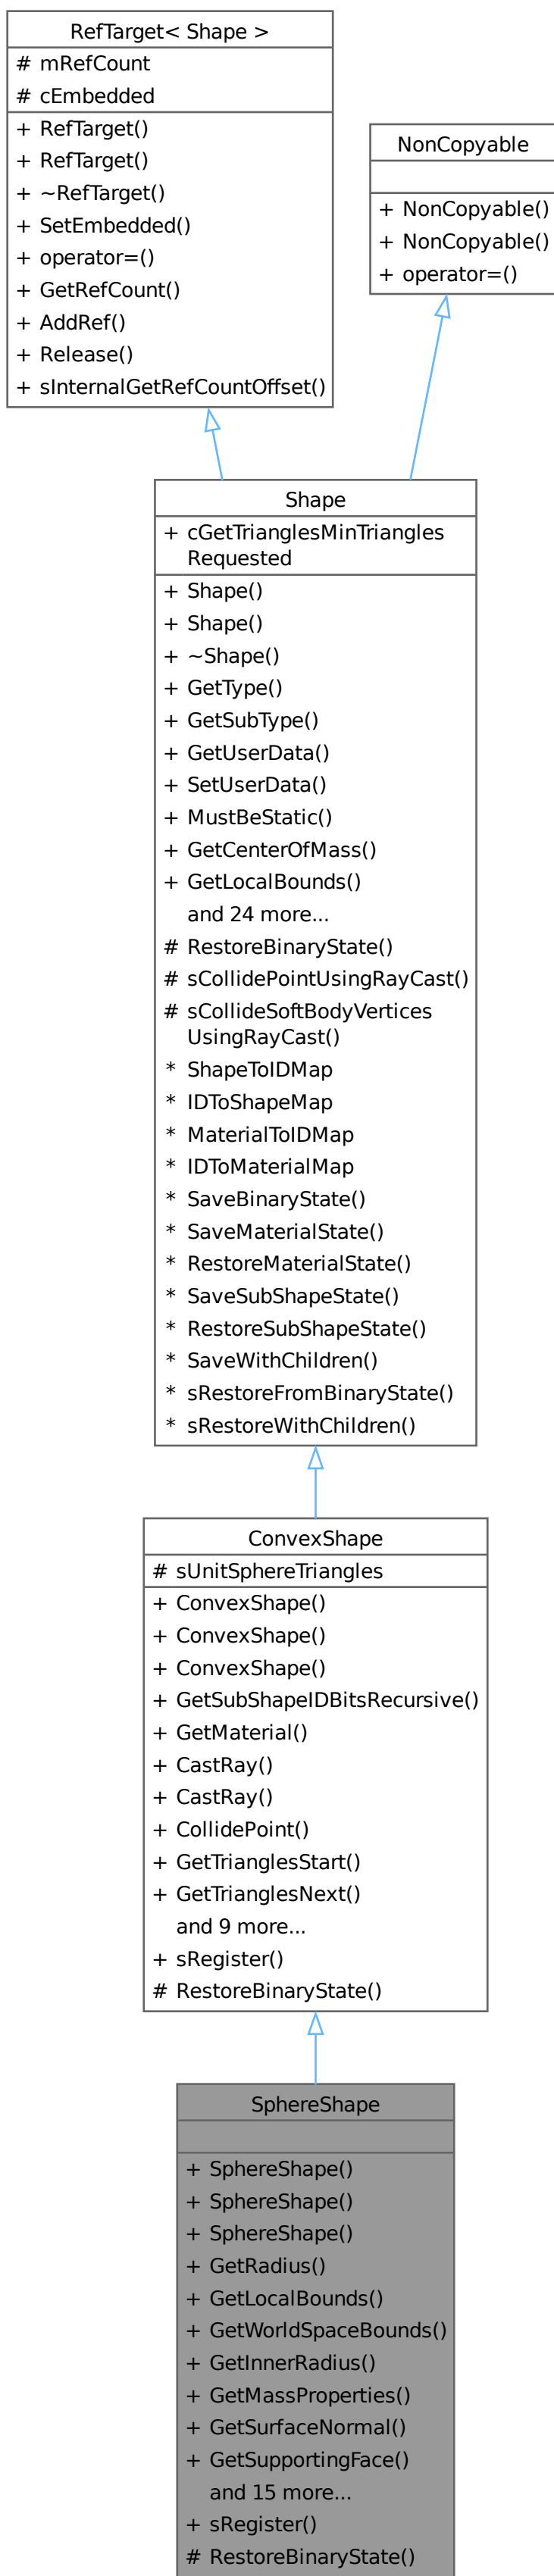 RefTarget< Shape >
# mRefCount
# cEmbedded
+ RefTarget()
+ RefTarget()
+ ~RefTarget()
+ SetEmbedded()
+ operator=()
+ GetRefCount()
+ AddRef()
+ Release()
+ sInternalGetRefCountOffset()
NonCopyable
+ NonCopyable()
+ NonCopyable()
+ operator=()
Shape
+ cGetTrianglesMinTriangles
Requested
+ Shape()
+ Shape()
+ ~Shape()
+ GetType()
+ GetSubType()
+ GetUserData()
+ SetUserData()
+ MustBeStatic()
+ GetCenterOfMass()
+ GetLocalBounds()
and 24 more...
# RestoreBinaryState()
# sCollidePointUsingRayCast()
# sCollideSoftBodyVertices
UsingRayCast()
* ShapeToIDMap
* IDToShapeMap
* MaterialToIDMap
* IDToMaterialMap
* SaveBinaryState()
* SaveMaterialState()
* RestoreMaterialState()
* SaveSubShapeState()
* RestoreSubShapeState()
* SaveWithChildren()
* sRestoreFromBinaryState()
* sRestoreWithChildren()
ConvexShape
# sUnitSphereTriangles
+ ConvexShape()
+ ConvexShape()
+ ConvexShape()
+ GetSubShapeIDBitsRecursive()
+ GetMaterial()
+ CastRay()
+ CastRay()
+ CollidePoint()
+ GetTrianglesStart()
+ GetTrianglesNext()
and 9 more...
+ sRegister()
# RestoreBinaryState()
SphereShape
+ SphereShape()
+ SphereShape()
+ SphereShape()
+ GetRadius()
+ GetLocalBounds()
+ GetWorldSpaceBounds()
+ GetInnerRadius()
+ GetMassProperties()
+ GetSurfaceNormal()
+ GetSupportingFace()
and 15 more...
+ sRegister()
# RestoreBinaryState()